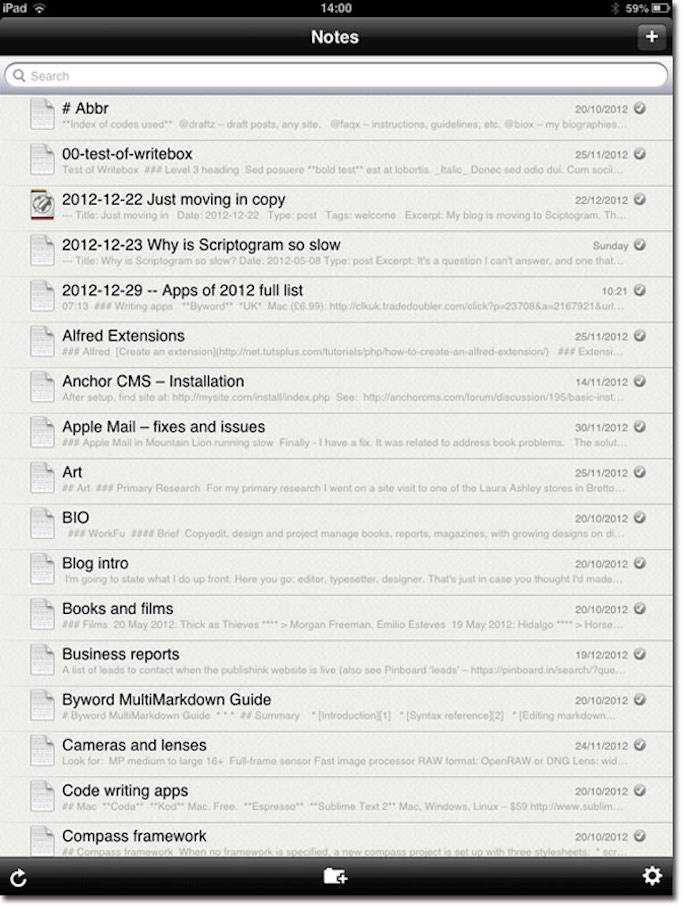 iPad 14:00 59%
Notes +
Search
# Abbr 20/10/2012
**Index of codes used** @draftz – draft posts, any site. @faqx – instructions, guidelines, etc. @biox – my biographies...
00-test-of-writebox 25/11/2012
Test of Writebox ### Level 3 heading Sed posuere **bold test** est at lobortis. _Italic_ Donec sed odio dui. Cum socii...
2012-12-22 Just moving in copy 22/12/2012
--- Title: Just moving in Date: 2012-12-22 Type: post Tags: welcome Excerpt: My blog is moving to Sciptogram. Th...
2012-12-23 Why is Scriptogram so slow Sunday
--- Title: Why is Scriptogram so slow? Date: 2012-05-08 Type: post Excerpt: It's a question I can't answer, and one that...
2012-12-29 -- Apps of 2012 full list 10:21
07:13 ### Writing apps **Byword** *UK* Mac (£6.99): http://clkuk.tradedoubler.com/click?p=23708&a=2167921&url...
Alfred Extensions 25/11/2012
### Alfred [Create an extension](http://net.tutsplus.com/tutorials/php/how-to-create-an-alfred-extension/) ### Extensi...
Anchor CMS – Installation 14/11/2012
After setup, find site at: http://mysite.com/install/index.php See: http://anchorcms.com/forum/discussion/195/basic-inst...
Apple Mail – fixes and issues 30/11/2012
### Apple Mail in Mountain Lion running slow Finally - I have a fix. It was related to address book problems. The solut...
Art 25/11/2012
## Art ### Primary Research For my primary research I went on a site visit to one of the Laura Ashley stores in Bretto...
BIO 20/10/2012
### WorkFu #### Brief Copyedit, design and project manage books, reports, magazines, with growing designs on di...
Blog intro 20/10/2012
I'm going to state what I do up front. Here you go: editor, typesetter, designer. That's just in case you thought I'd made...
Books and films 20/10/2012
### Films 20 May 2012: Thick as Thieves **** > Morgan Freeman, Emilio Esteves 19 May 2012: Hidalgo **** > Horse...
Business reports 19/12/2012
A list of leads to contact when the publishink website is live (also see Pinboard 'leads' – https://pinboard.in/search/?que...
Byword MultiMarkdown Guide 20/10/2012
# Byword MultiMarkdown Guide * * * ## Summary * [Introduction][1] * [Syntax reference][2] * [Editing markdown...
Cameras and lenses 24/11/2012
Look for: MP medium to large 16+ Full-frame sensor Fast image processor RAW format: OpenRAW or DNG Lens: wid...
Code writing apps 20/10/2012
## Mac **Coda** **Kod** Mac. Free. **Espresso** **Sublime Text 2** Mac, Windows, Linux – $59 http://www.sublim...
Compass framework 20/10/2012
## Compass framework When no framework is specified, a new compass project is set up with three stylesheets: * scr...